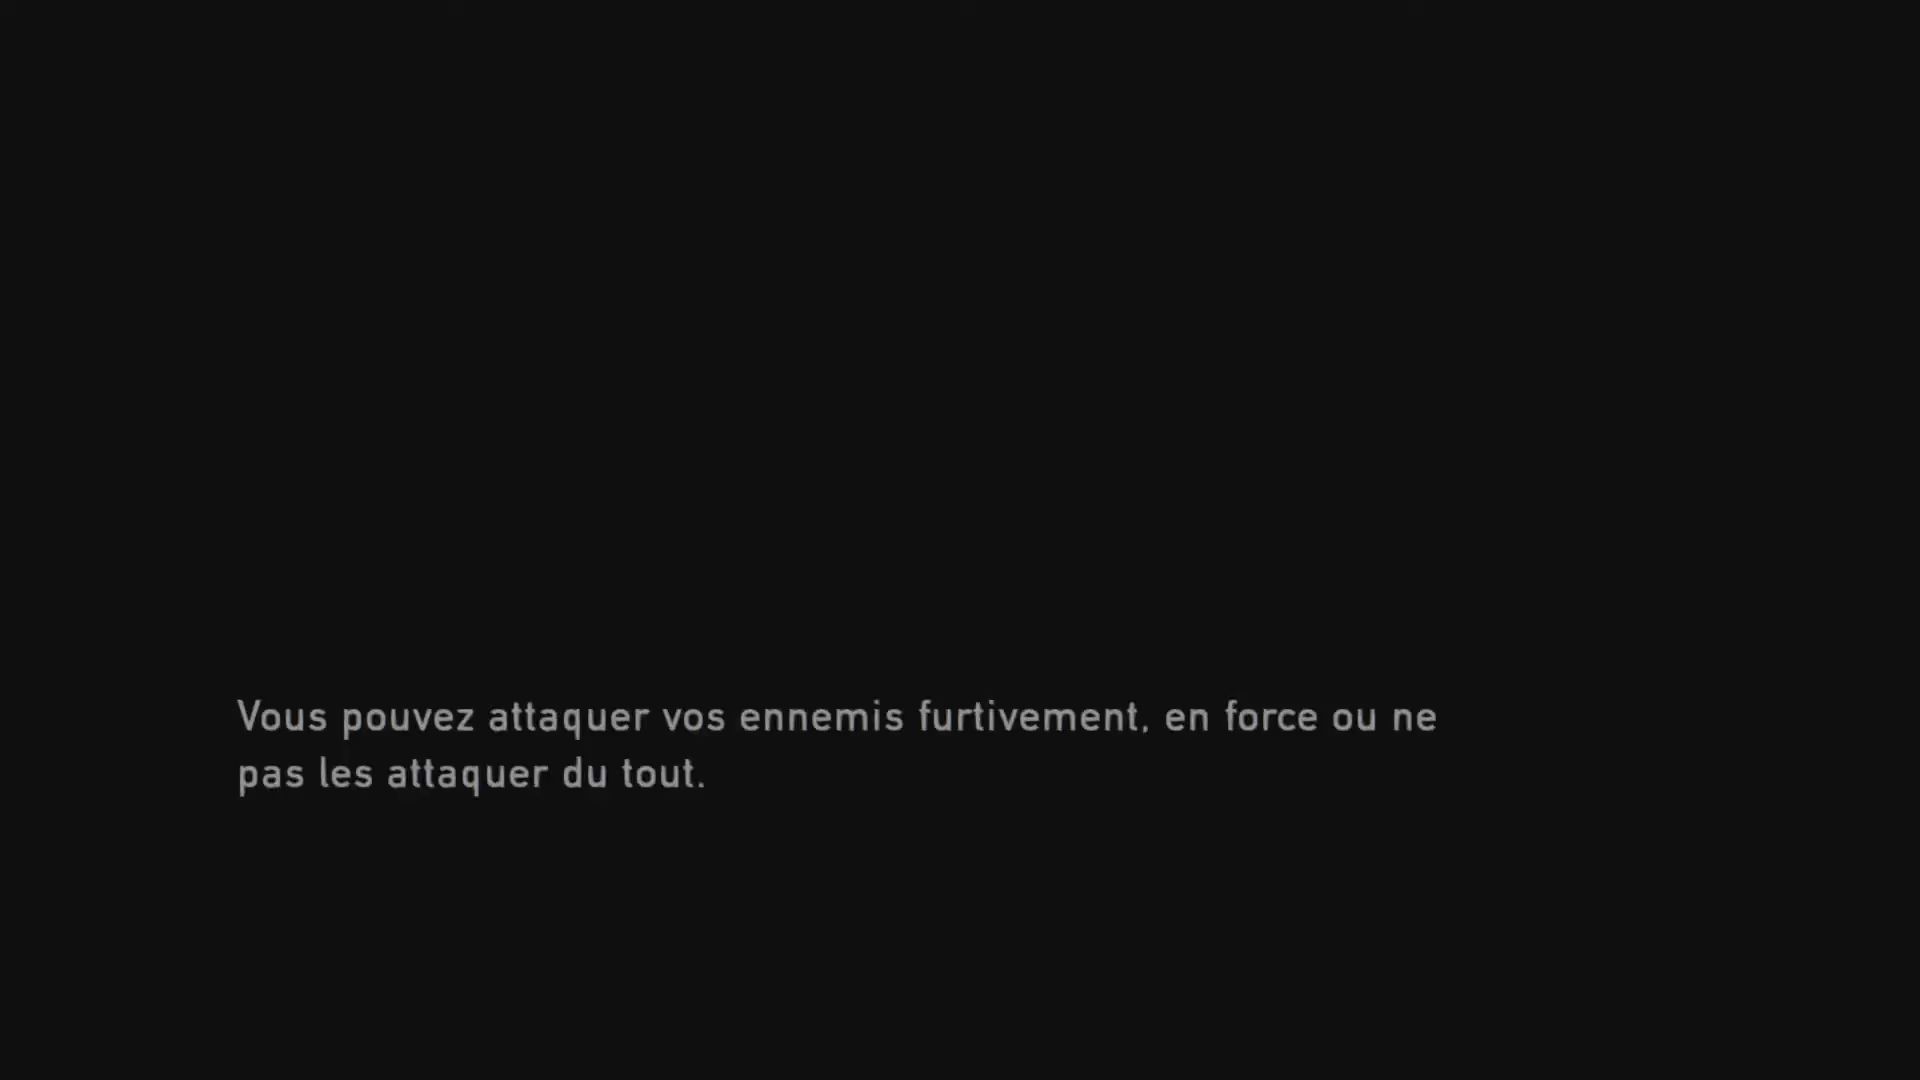 Vous pouvez attaquer vos ennemis furtivement, en force ou ne
pas les attaquer du tout.